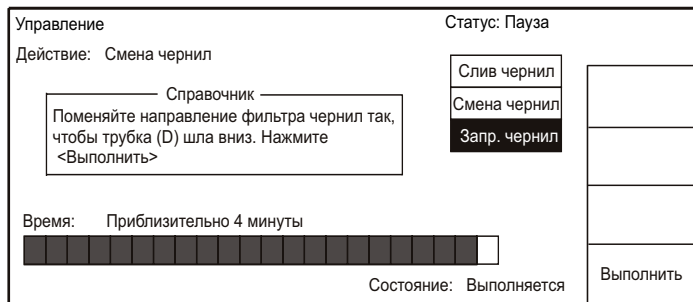 Управление
Статус: Пауза
Действие: Смена чернил
Слив чернил
Смена чернил
Запр. чернил
Справочник
Поменяйте направление фильтра чернил так,
чтобы трубка (D) шла вниз. Нажмите
<Выполнить>
Время: Приблизительно 4 минуты
Состояние: Выполняется
Выполнить